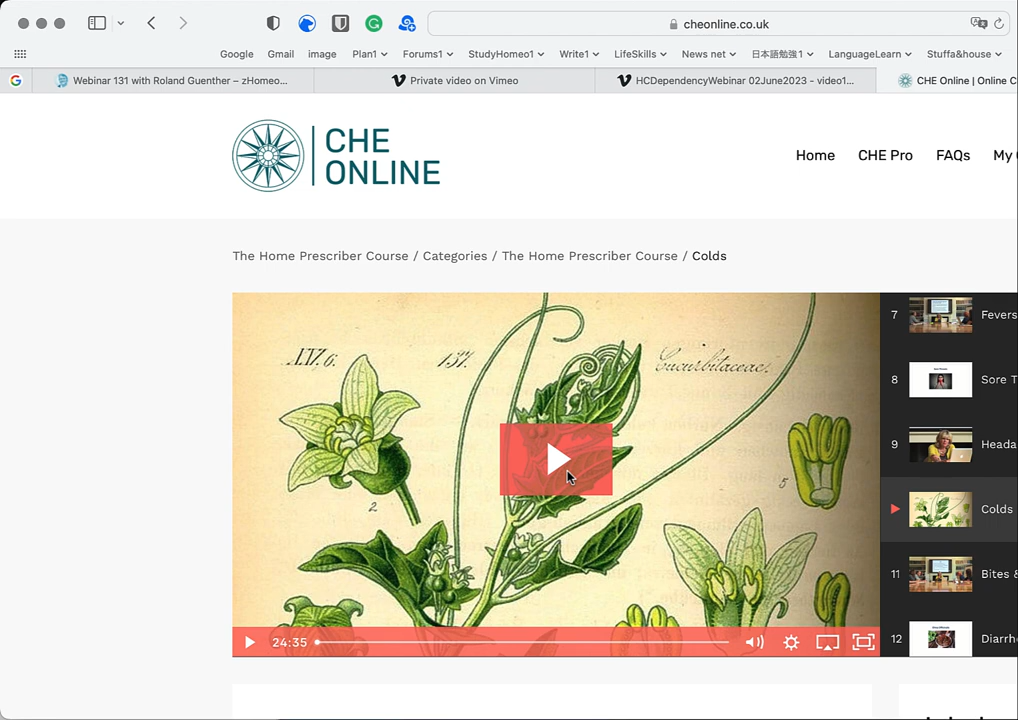 cheonline.co.uk
Google Gmail image Plan1 Forums1 StudyHomeo1 Write1 LifeSkills News net 日本語勉強1 LanguageLearn Stuffa&house
Webinar 131 with Roland Guenther – zHomeo... Private video on Vimeo HCDependencyWebinar 02June2023 - video1... CHE Online | Online C
CHE
ONLINE
Home CHE Pro FAQs My
The Home Prescriber Course / Categories / The Home Prescriber Course / Colds
XVI, 6. 137. Cucurbitaceae.
2
5
24:35
7 Fevers
8 Sore T
9 Heada
Colds
11 Bites &
12 Diarrh